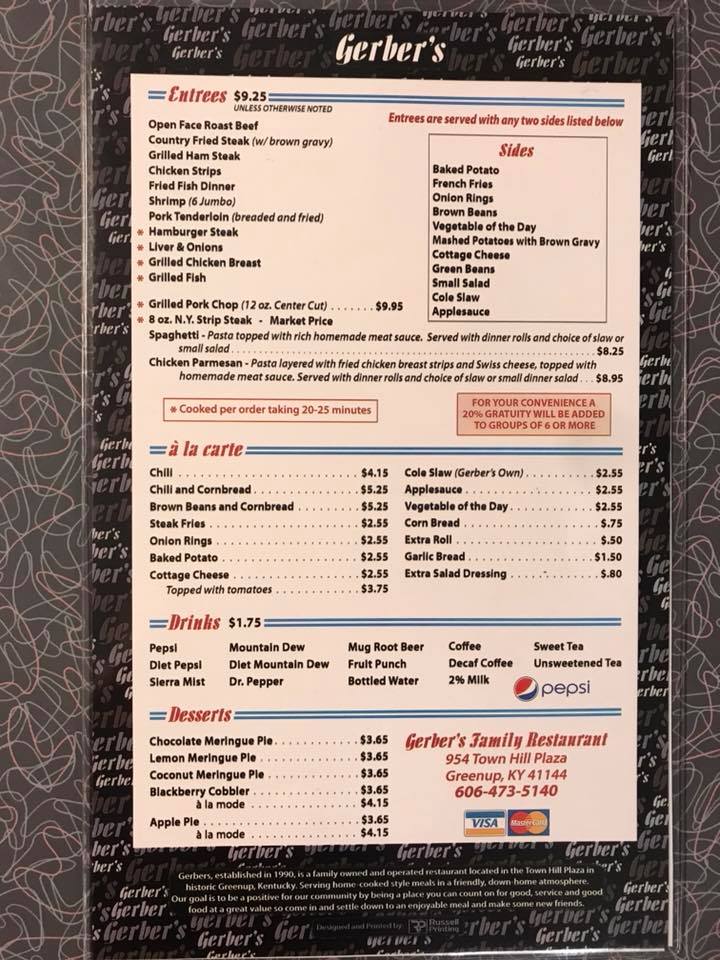 Gerber's
Entrees $9.25
UNLESS OTHERWISE NOTED
Entrees are served with any two sides listed below
Open Face Roast Beef
Country Fried Steak (w/ brown gravy)
Grilled Ham Steak
Chicken Strips
Fried Fish Dinner
Shrimp (6 Jumbo)
Pork Tenderloin (breaded and fried)
* Hamburger Steak
* Liver & Onions
* Grilled Chicken Breast
* Grilled Fish
Sides
Baked Potato
French Fries
Onion Rings
Brown Beans
Vegetable of the Day
Mashed Potatoes with Brown Gravy
Cottage Cheese
Green Beans
Small Salad
Cole Slaw
Applesauce
* Grilled Pork Chop (12 oz. Center Cut) ....... $9.95
* 8 oz. N.Y. Strip Steak - Market Price
Spaghetti - Pasta topped with rich homemade meat sauce. Served with dinner rolls and choice of slaw or
small salad ..... $8.25
Chicken Parmesan - Pasta layered with fried chicken breast strips and Swiss cheese, topped with
homemade meat sauce. Served with dinner rolls and choice of slaw or small dinner salad ... $8.95
* Cooked per order taking 20-25 minutes
FOR YOUR CONVENIENCE A
20% GRATUITY WILL BE ADDED
TO GROUPS OF 6 OR MORE
à la carte
Chili ..... $4.15
Chili and Cornbread ..... $5.25
Brown Beans and Cornbread ..... $5.25
Steak Fries ..... $2.55
Onion Rings ..... $2.55
Baked Potato ..... $2.55
Cottage Cheese ..... $2.55
Topped with tomatoes ..... $3.75
Cole Slaw (Gerber's Own) ..... $2.55
Applesauce ..... $2.55
Vegetable of the Day ..... $2.55
Corn Bread ..... $.75
Extra Roll ..... $.50
Garlic Bread ..... $1.50
Extra Salad Dressing ..... $.80
Drinks $1.75
Pepsi Mountain Dew Mug Root Beer Coffee Sweet Tea
Diet Pepsi Diet Mountain Dew Fruit Punch Decaf Coffee Unsweetened Tea
Sierra Mist Dr. Pepper Bottled Water 2% Milk
pepsi
Desserts
Chocolate Meringue Pie ..... $3.65
Lemon Meringue Pie ..... $3.65
Coconut Meringue Pie ..... $3.65
Blackberry Cobbler ..... $3.65
à la mode ..... $4.15
Apple Pie ..... $3.65
à la mode ..... $4.15
Gerber's Family Restaurant
954 Town Hill Plaza
Greenup, KY 41144
606-473-5140
VISA MasterCard
Gerbers, established in 1990, is a family owned and operated restaurant located in the Town Hill Plaza in
historic Greenup, Kentucky. Serving home-cooked style meals in a friendly, down-home atmosphere.
Our goal is to be a positive for our community by being a place you can count on for good, service and good
food at a great value so come in and settle down to an enjoyable meal and make some new friends.
Designed and Printed by: RP Russell
Printing